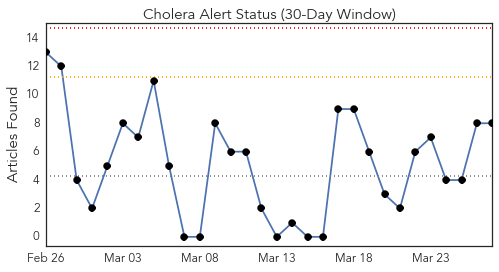 Cholera Alert Status (30-Day Window)
Articles Found
14
12
10
8
6
4
2
0
Feb 26
Mar 03
Mar 08
Mar 13
Mar 18
Mar 23